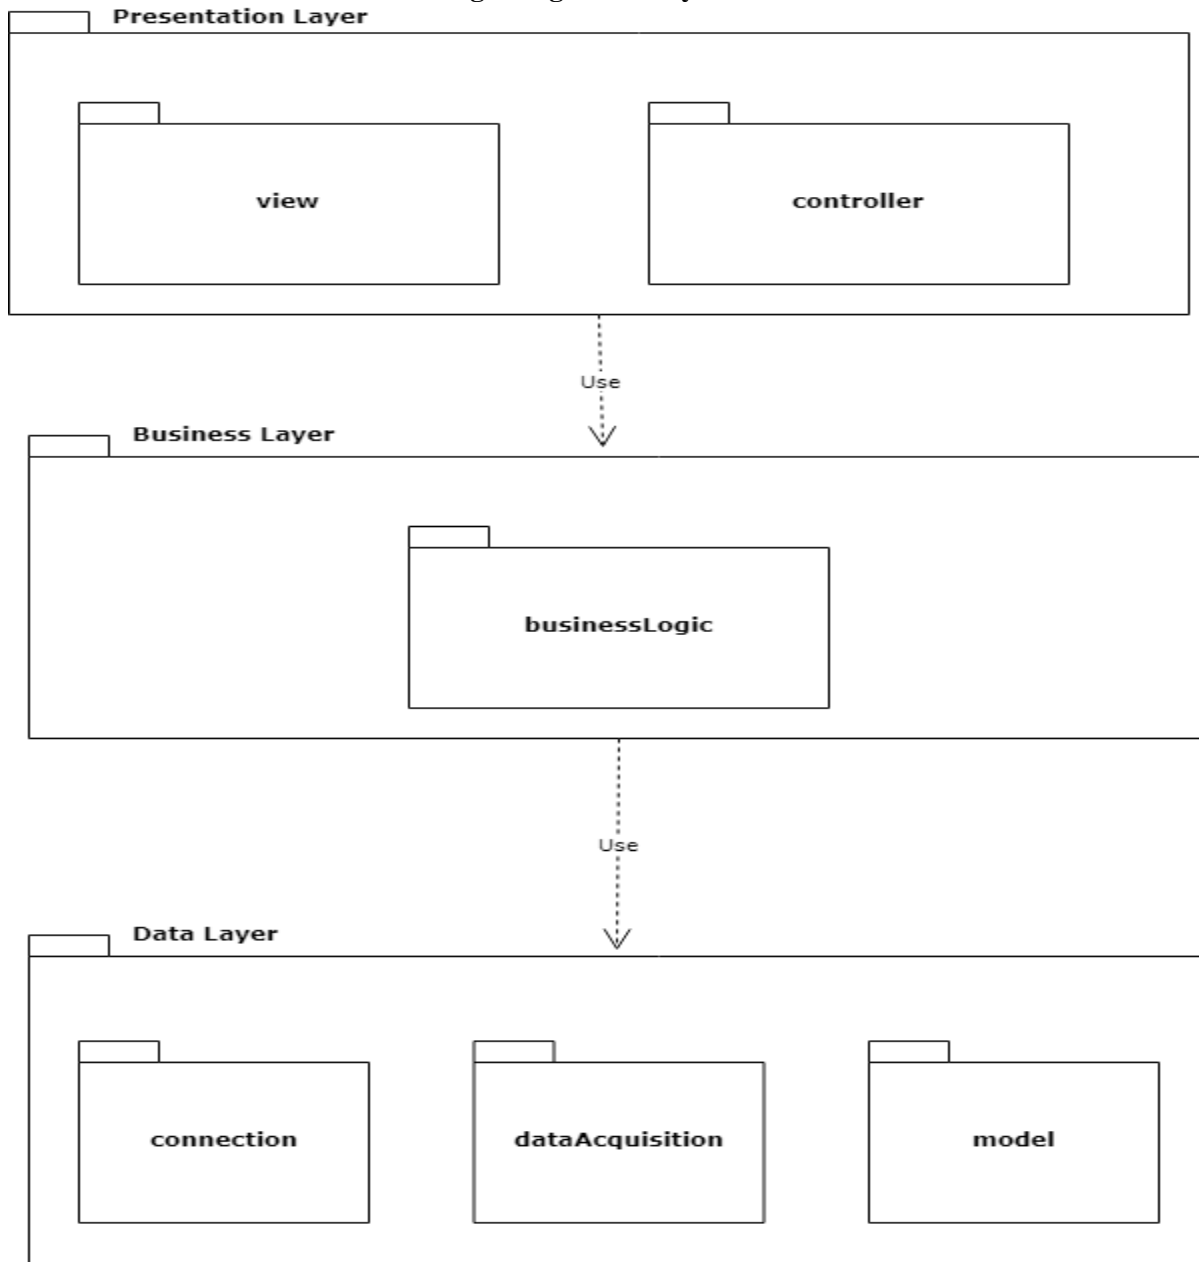 Presentation Layer
view
controller
Use
Business Layer
businessLogic
Use
Data Layer
connection
dataAcquisition
model